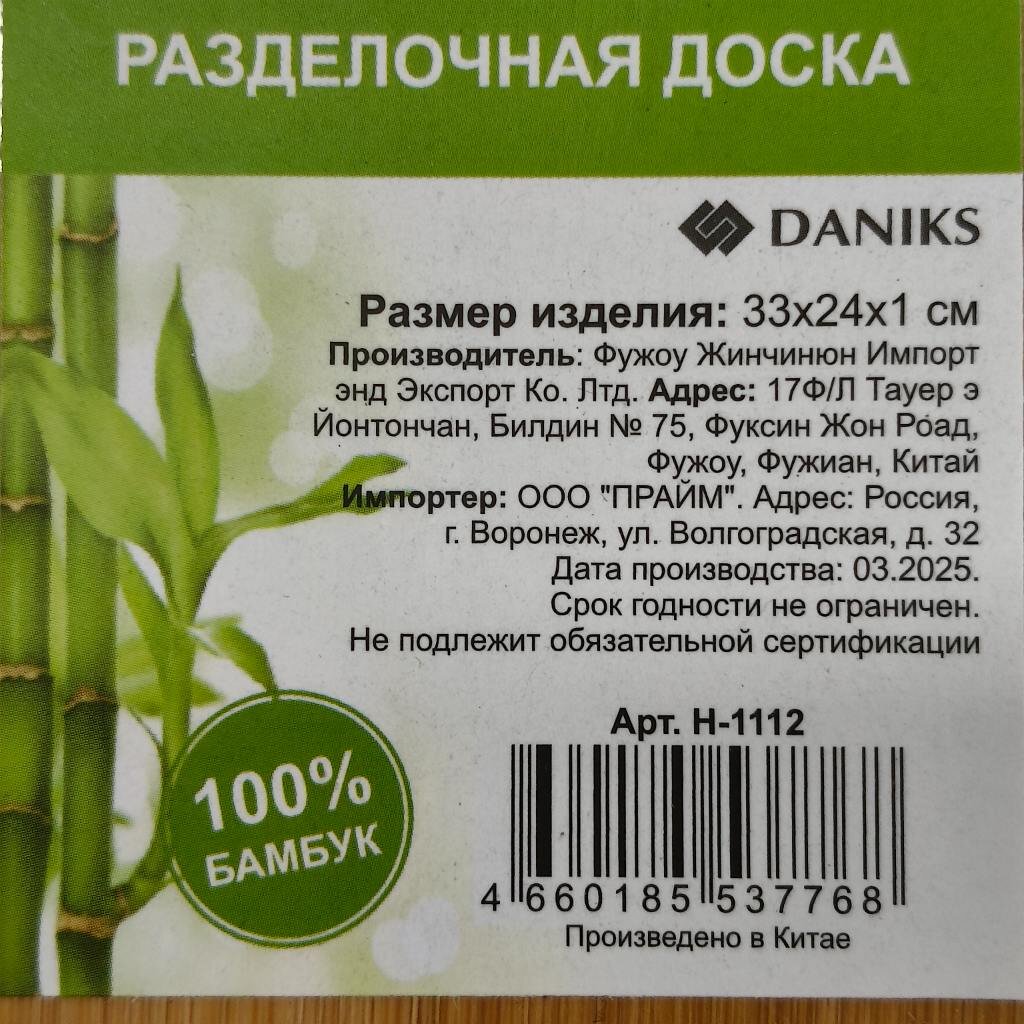 РАЗДЕЛОЧНАЯ ДОСКА
DANIKS
Размер изделия: 33х24х1 см
Производитель: Фужоу Жинчинюн Импорт
энд Экспорт Ко. Лтд. Адрес: 17Ф/Л Тауер э
Йонтончан, Билдин № 75, Фуксин Жон Роад,
Фужоу, Фужиан, Китай
Импортер: ООО "ПРАЙМ". Адрес: Россия,
г. Воронеж, ул. Волгоградская, д. 32
Дата производства: 03.2025.
Срок годности не ограничен.
Не подлежит обязательной сертификации
100%
БАМБУК
Арт. Н-1112
4 660185 537768
Произведено в Китае